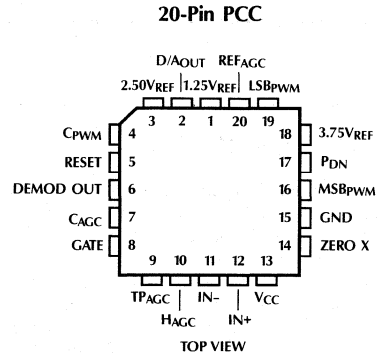 20-Pin PCC
D/AOUT REFAGC
2.50VREF 1.25VREF LSBPWM
3 2 1 20 19
CPWM 4 18 3.75VREF
RESET 5 17 PDN
DEMOD OUT 6 16 MSBPWM
CAGC 7 15 GND
GATE 8 14 ZERO X
9 10 11 12 13
TPAGC IN– VCC
HAGC IN+
TOP VIEW